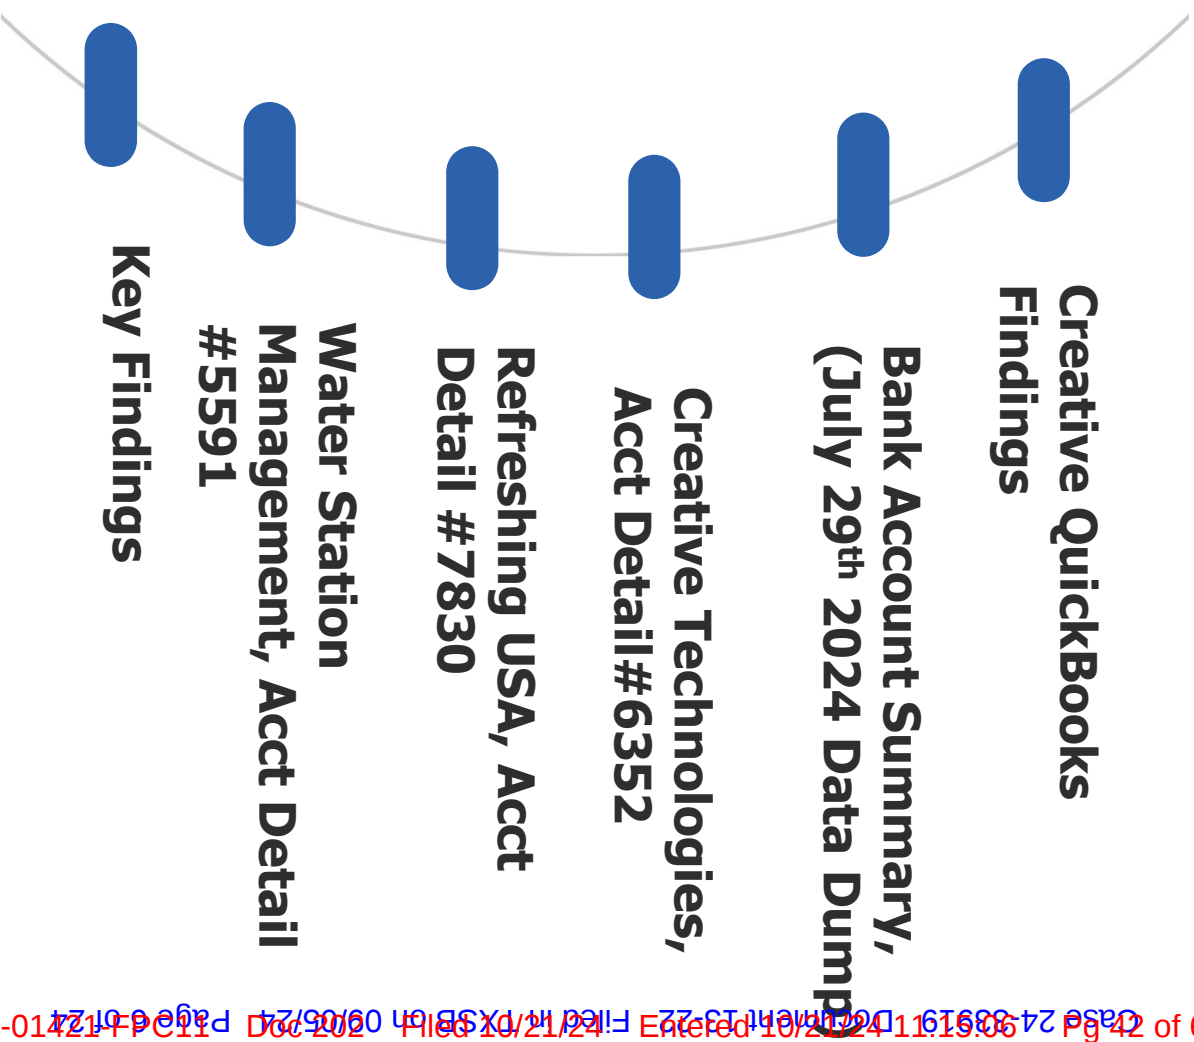 Creative QuickBooks
Findings
Bank Account Summary,
(July 29th 2024 Data Dump)
Creative Technologies,
Acct Detail#6352
Refreshing USA, Acct
Detail #7830
Water Station
Management, Acct Detail
#5591
Key Findings
Case 24-33919 Document 13-22 Filed in TXSB on 09/05/24 Page 6 of 24
-01421-FPC11 Doc 202 Filed 10/21/24 Entered 10/21/24 11:15:06 Pg 42 of